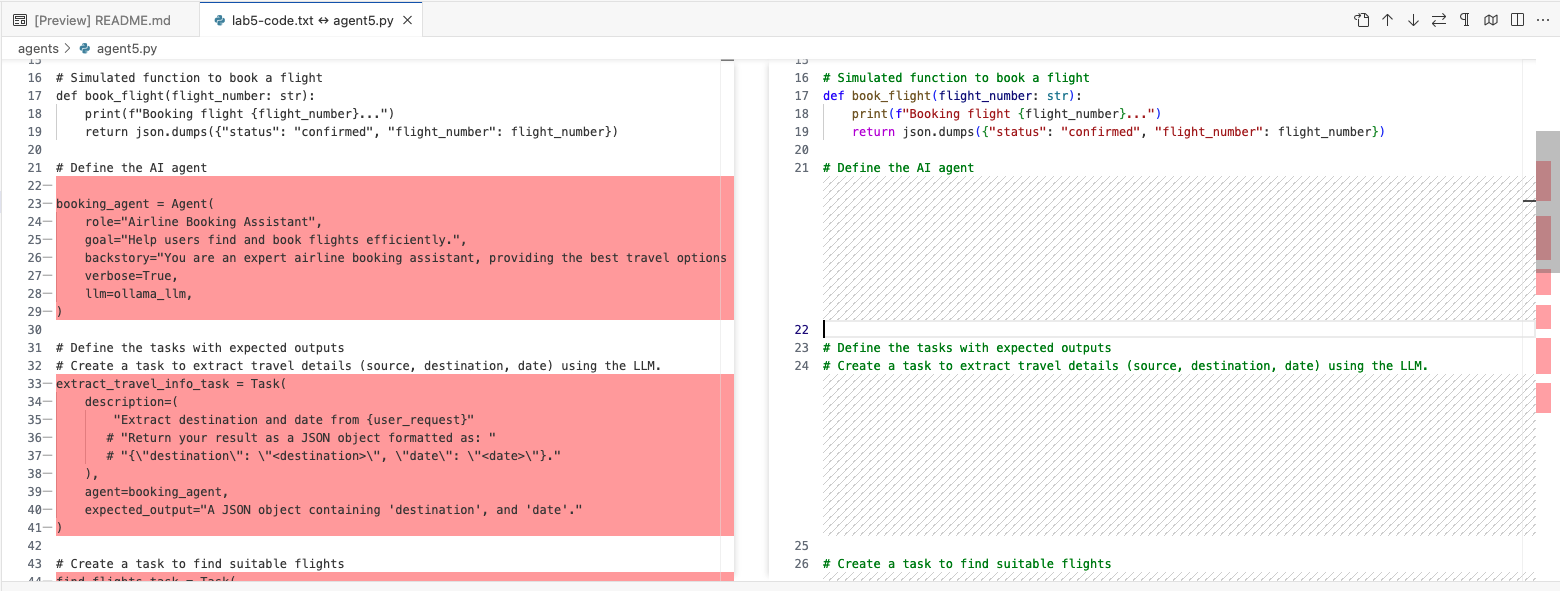 [Preview] README.md
lab5-code.txt ↔ agent5.py
agents > agent5.py
15
16 # Simulated function to book a flight
17 def book_flight(flight_number: str):
18     print(f"Booking flight {flight_number}...")
19     return json.dumps({"status": "confirmed", "flight_number": flight_number})
20
21 # Define the AI agent
22−
23− booking_agent = Agent(
24−     role="Airline Booking Assistant",
25−     goal="Help users find and book flights efficiently.",
26−     backstory="You are an expert airline booking assistant, providing the best travel options
27−     verbose=True,
28−     llm=ollama_llm,
29− )
30
31 # Define the tasks with expected outputs
32 # Create a task to extract travel details (source, destination, date) using the LLM.
33− extract_travel_info_task = Task(
34−     description=(
35−         "Extract destination and date from {user_request}"
36−        # "Return your result as a JSON object formatted as: "
37−        # "{\"destination\": \"<destination>\", \"date\": \"<date>\"}."
38−     ),
39−     agent=booking_agent,
40−     expected_output="A JSON object containing 'destination', and 'date'."
41− )
42
43 # Create a task to find suitable flights
44− find_flights_task = Task(
15
16 # Simulated function to book a flight
17 def book_flight(flight_number: str):
18     print(f"Booking flight {flight_number}...")
19     return json.dumps({"status": "confirmed", "flight_number": flight_number})
20
21 # Define the AI agent
22
23 # Define the tasks with expected outputs
24 # Create a task to extract travel details (source, destination, date) using the LLM.
25
26 # Create a task to find suitable flights